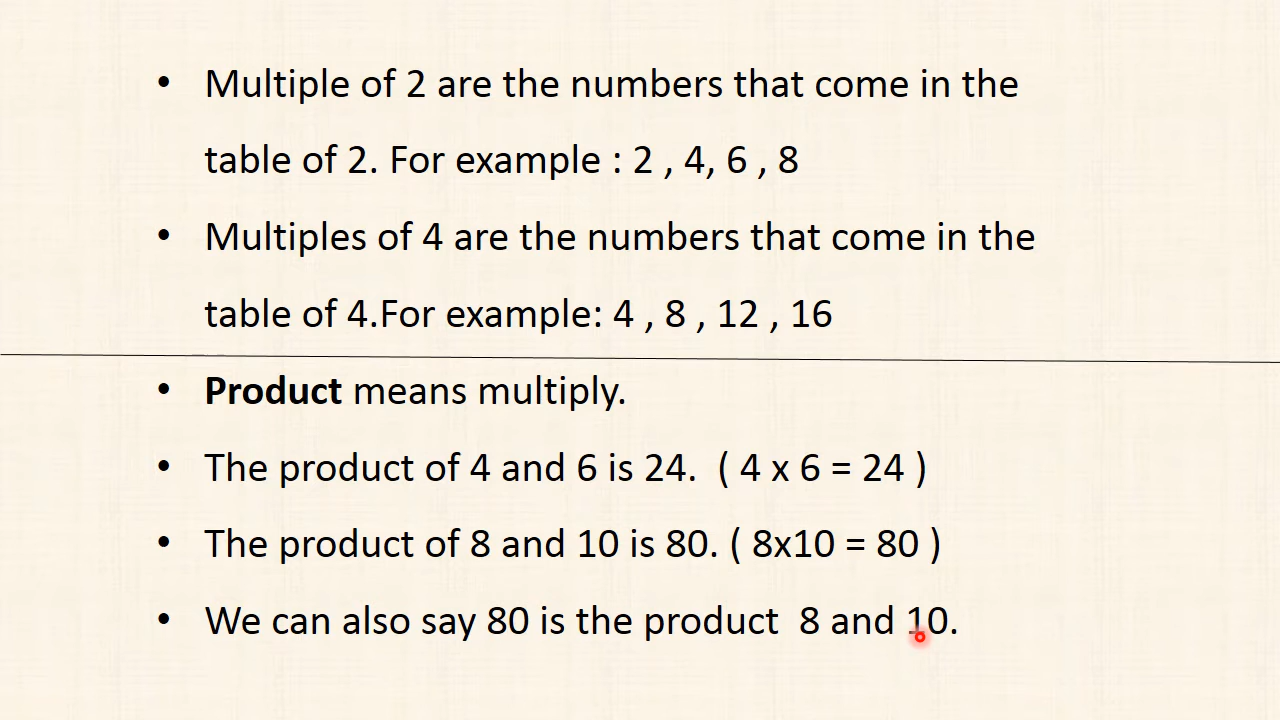 • Multiple of 2 are the numbers that come in the
table of 2. For example : 2 , 4, 6 , 8
• Multiples of 4 are the numbers that come in the
table of 4.For example: 4 , 8 , 12 , 16
• Product means multiply.
• The product of 4 and 6 is 24.  ( 4 x 6 = 24 )
• The product of 8 and 10 is 80. ( 8x10 = 80 )
• We can also say 80 is the product  8 and 10.